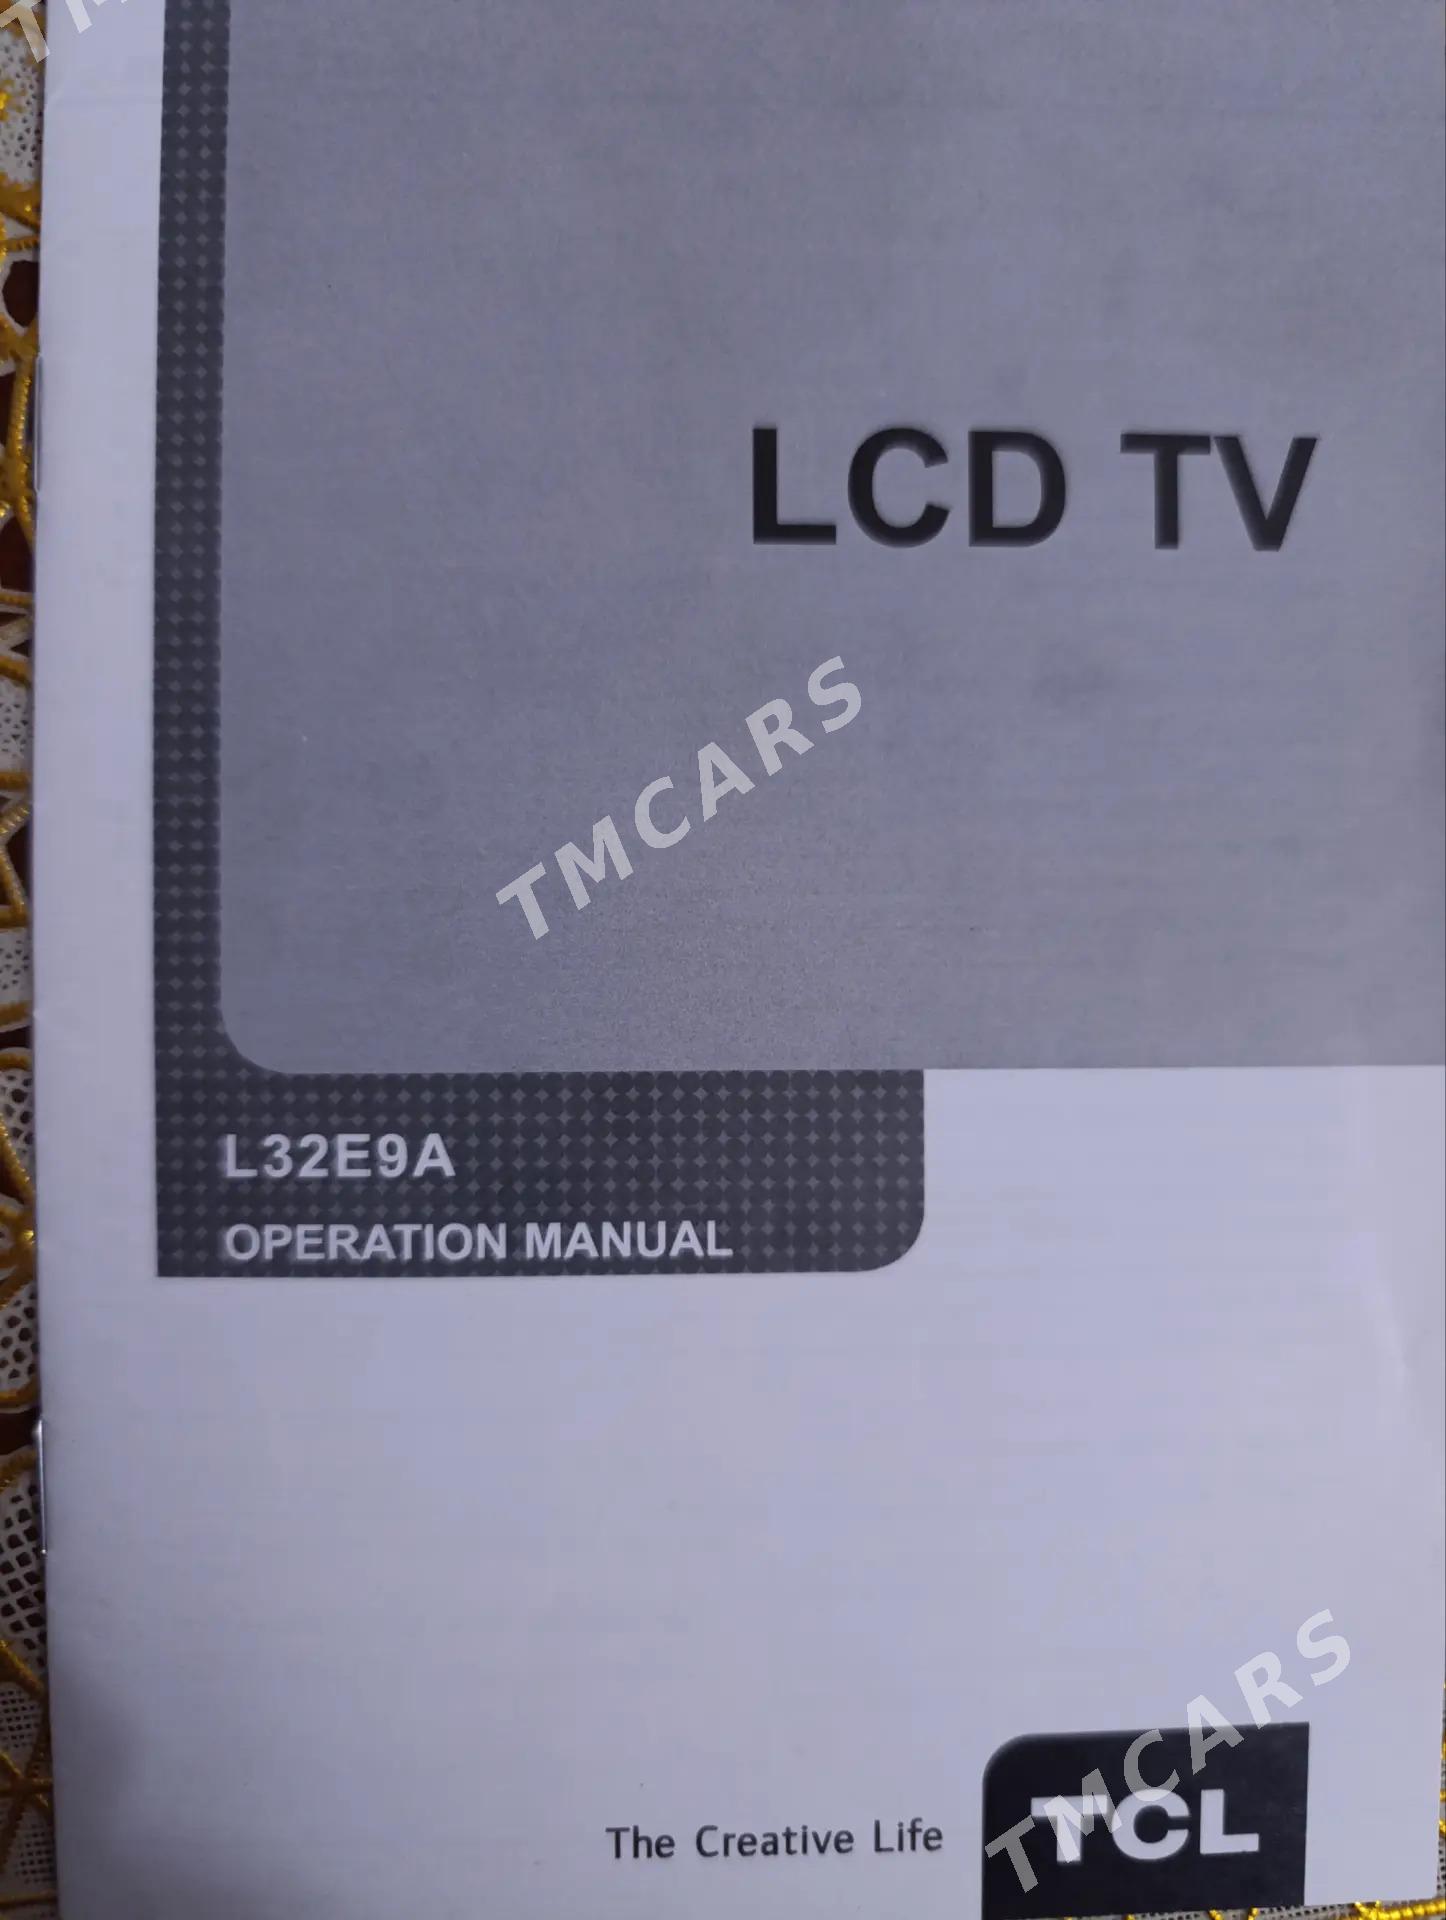 LCD TV
TMCARS
L32E9A
OPERATION MANUAL
TMCARS
The Creative Life
TCL